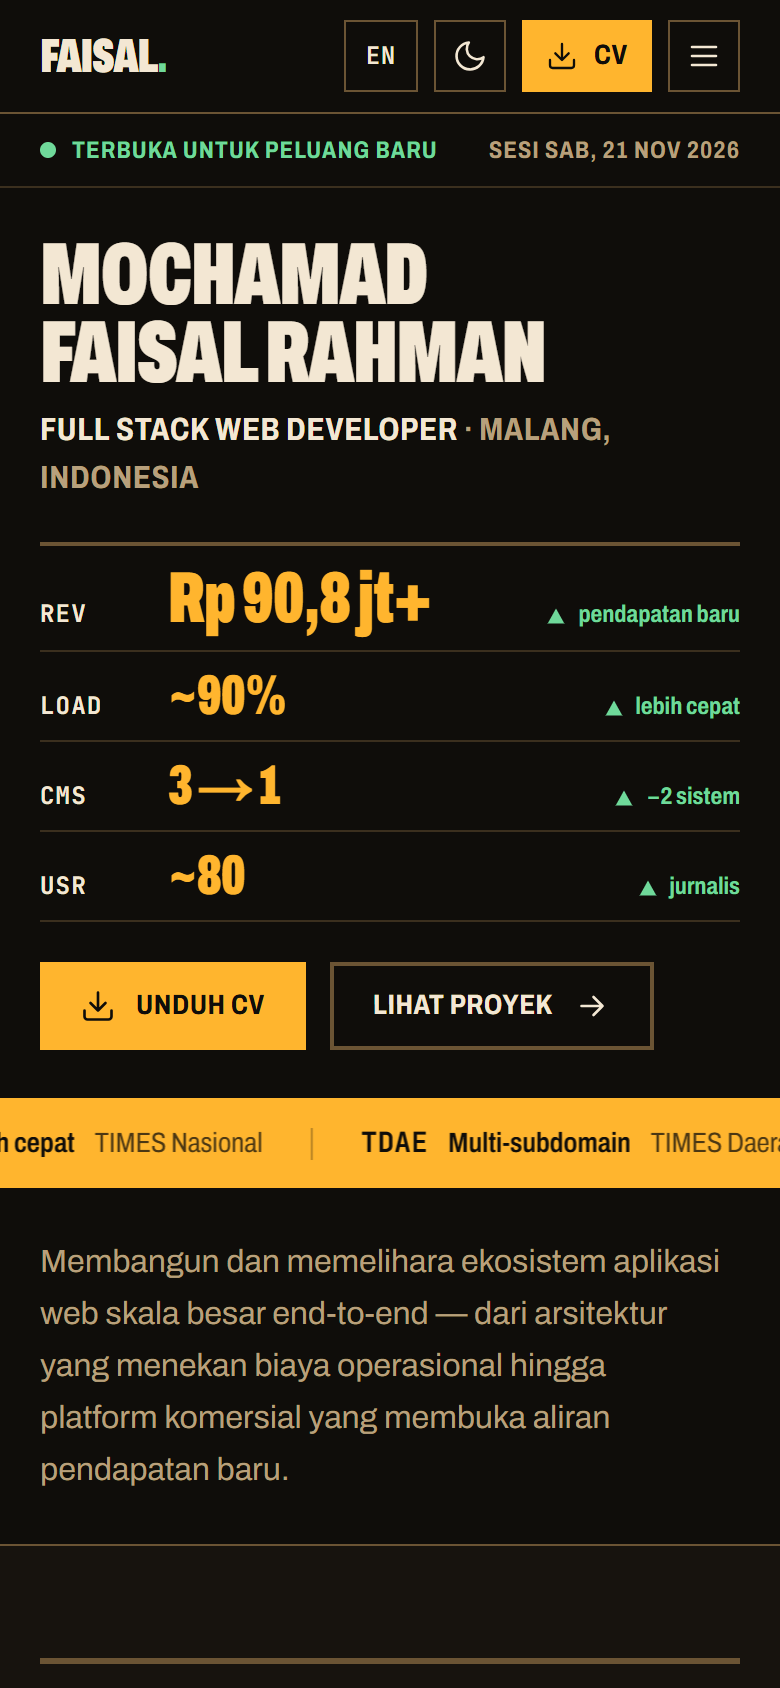 FAISAL.
EN
CV
TERBUKA UNTUK PELUANG BARU
SESI SAB, 21 NOV 2026
MOCHAMAD
FAISAL RAHMAN
FULL STACK WEB DEVELOPER · MALANG,
INDONESIA
REV Rp 90,8 jt+ ▲ pendapatan baru
LOAD ~90% ▲ lebih cepat
CMS 3→1 ▲ −2 sistem
USR ~80 ▲ jurnalis
UNDUH CV
LIHAT PROYEK →
h cepat TIMES Nasional | TDAE Multi-subdomain TIMES Daera
Membangun dan memelihara ekosistem aplikasi
web skala besar end-to-end — dari arsitektur
yang menekan biaya operasional hingga
platform komersial yang membuka aliran
pendapatan baru.